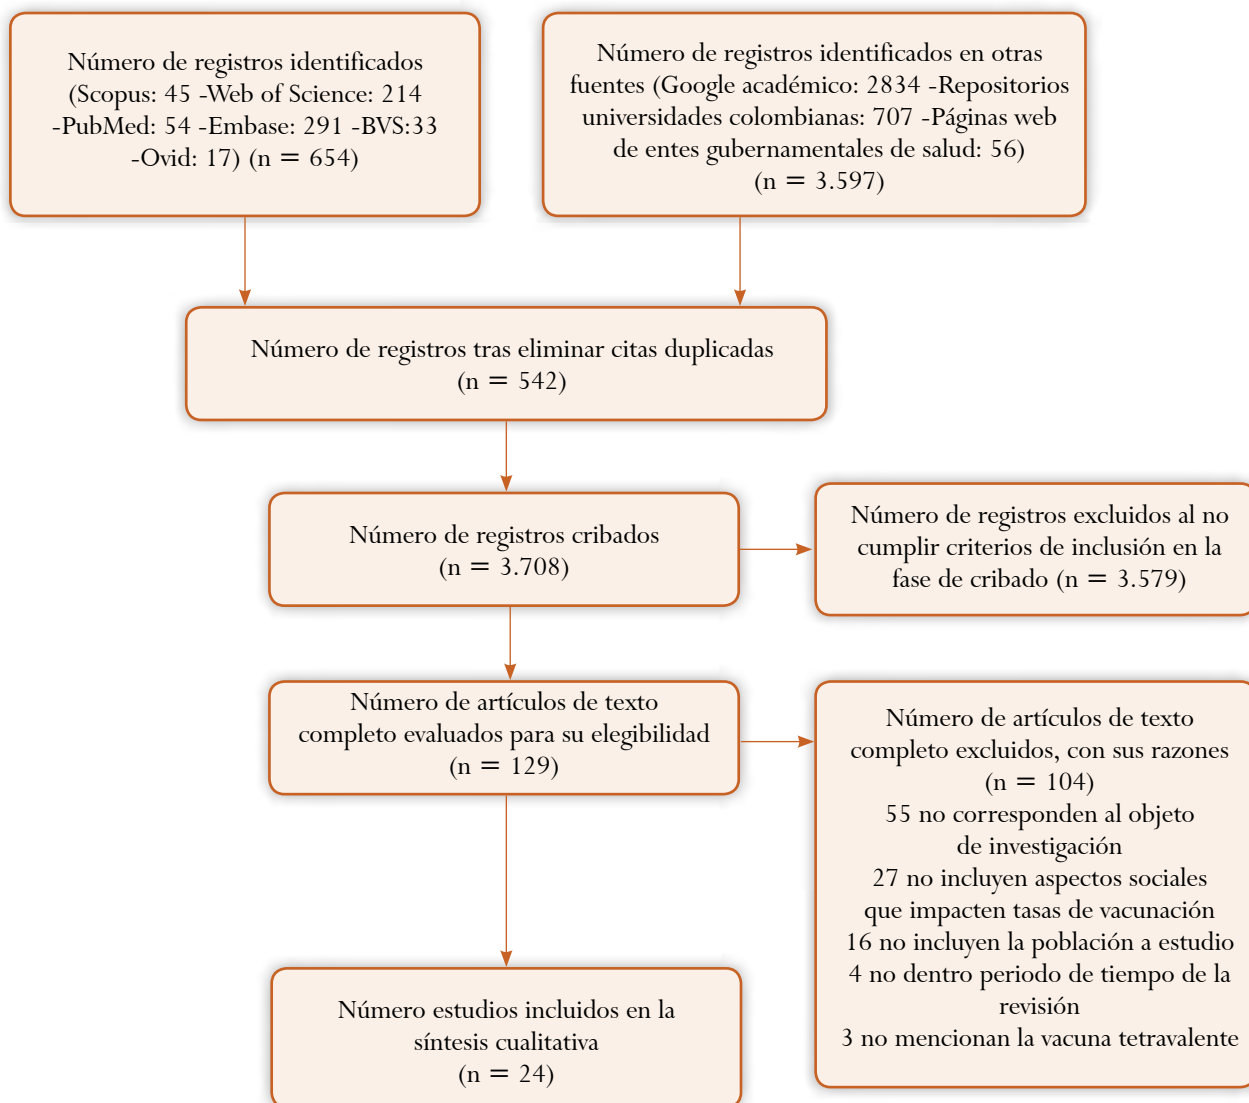 Número de registros identificados
(Scopus: 45 -Web of Science: 214
-PubMed: 54 -Embase: 291 -BVS:33
-Ovid: 17) (n = 654)
Número de registros identificados en otras
fuentes (Google académico: 2834 -Repositorios
universidades colombianas: 707 -Páginas web
de entes gubernamentales de salud: 56)
(n = 3.597)
Número de registros tras eliminar citas duplicadas
(n = 542)
Número de registros cribados
(n = 3.708)
Número de registros excluidos al no
cumplir criterios de inclusión en la
fase de cribado (n = 3.579)
Número de artículos de texto
completo evaluados para su elegibilidad
(n = 129)
Número de artículos de texto
completo excluidos, con sus razones
(n = 104)
55 no corresponden al objeto
de investigación
27 no incluyen aspectos sociales
que impacten tasas de vacunación
16 no incluyen la población a estudio
4 no dentro periodo de tiempo de la
revisión
3 no mencionan la vacuna tetravalente
Número estudios incluidos en la
síntesis cualitativa
(n = 24)